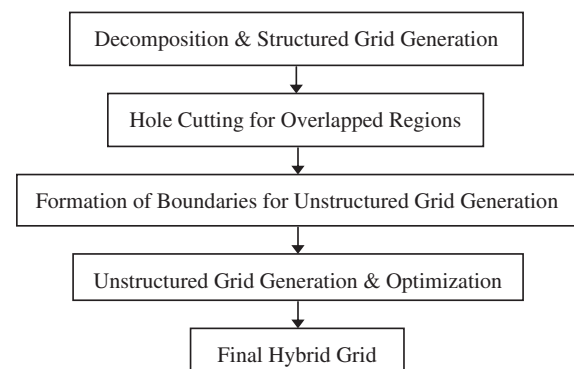 Decomposition & Structured Grid Generation
Hole Cutting for Overlapped Regions
Formation of Boundaries for Unstructured Grid Generation
Unstructured Grid Generation & Optimization
Final Hybrid Grid